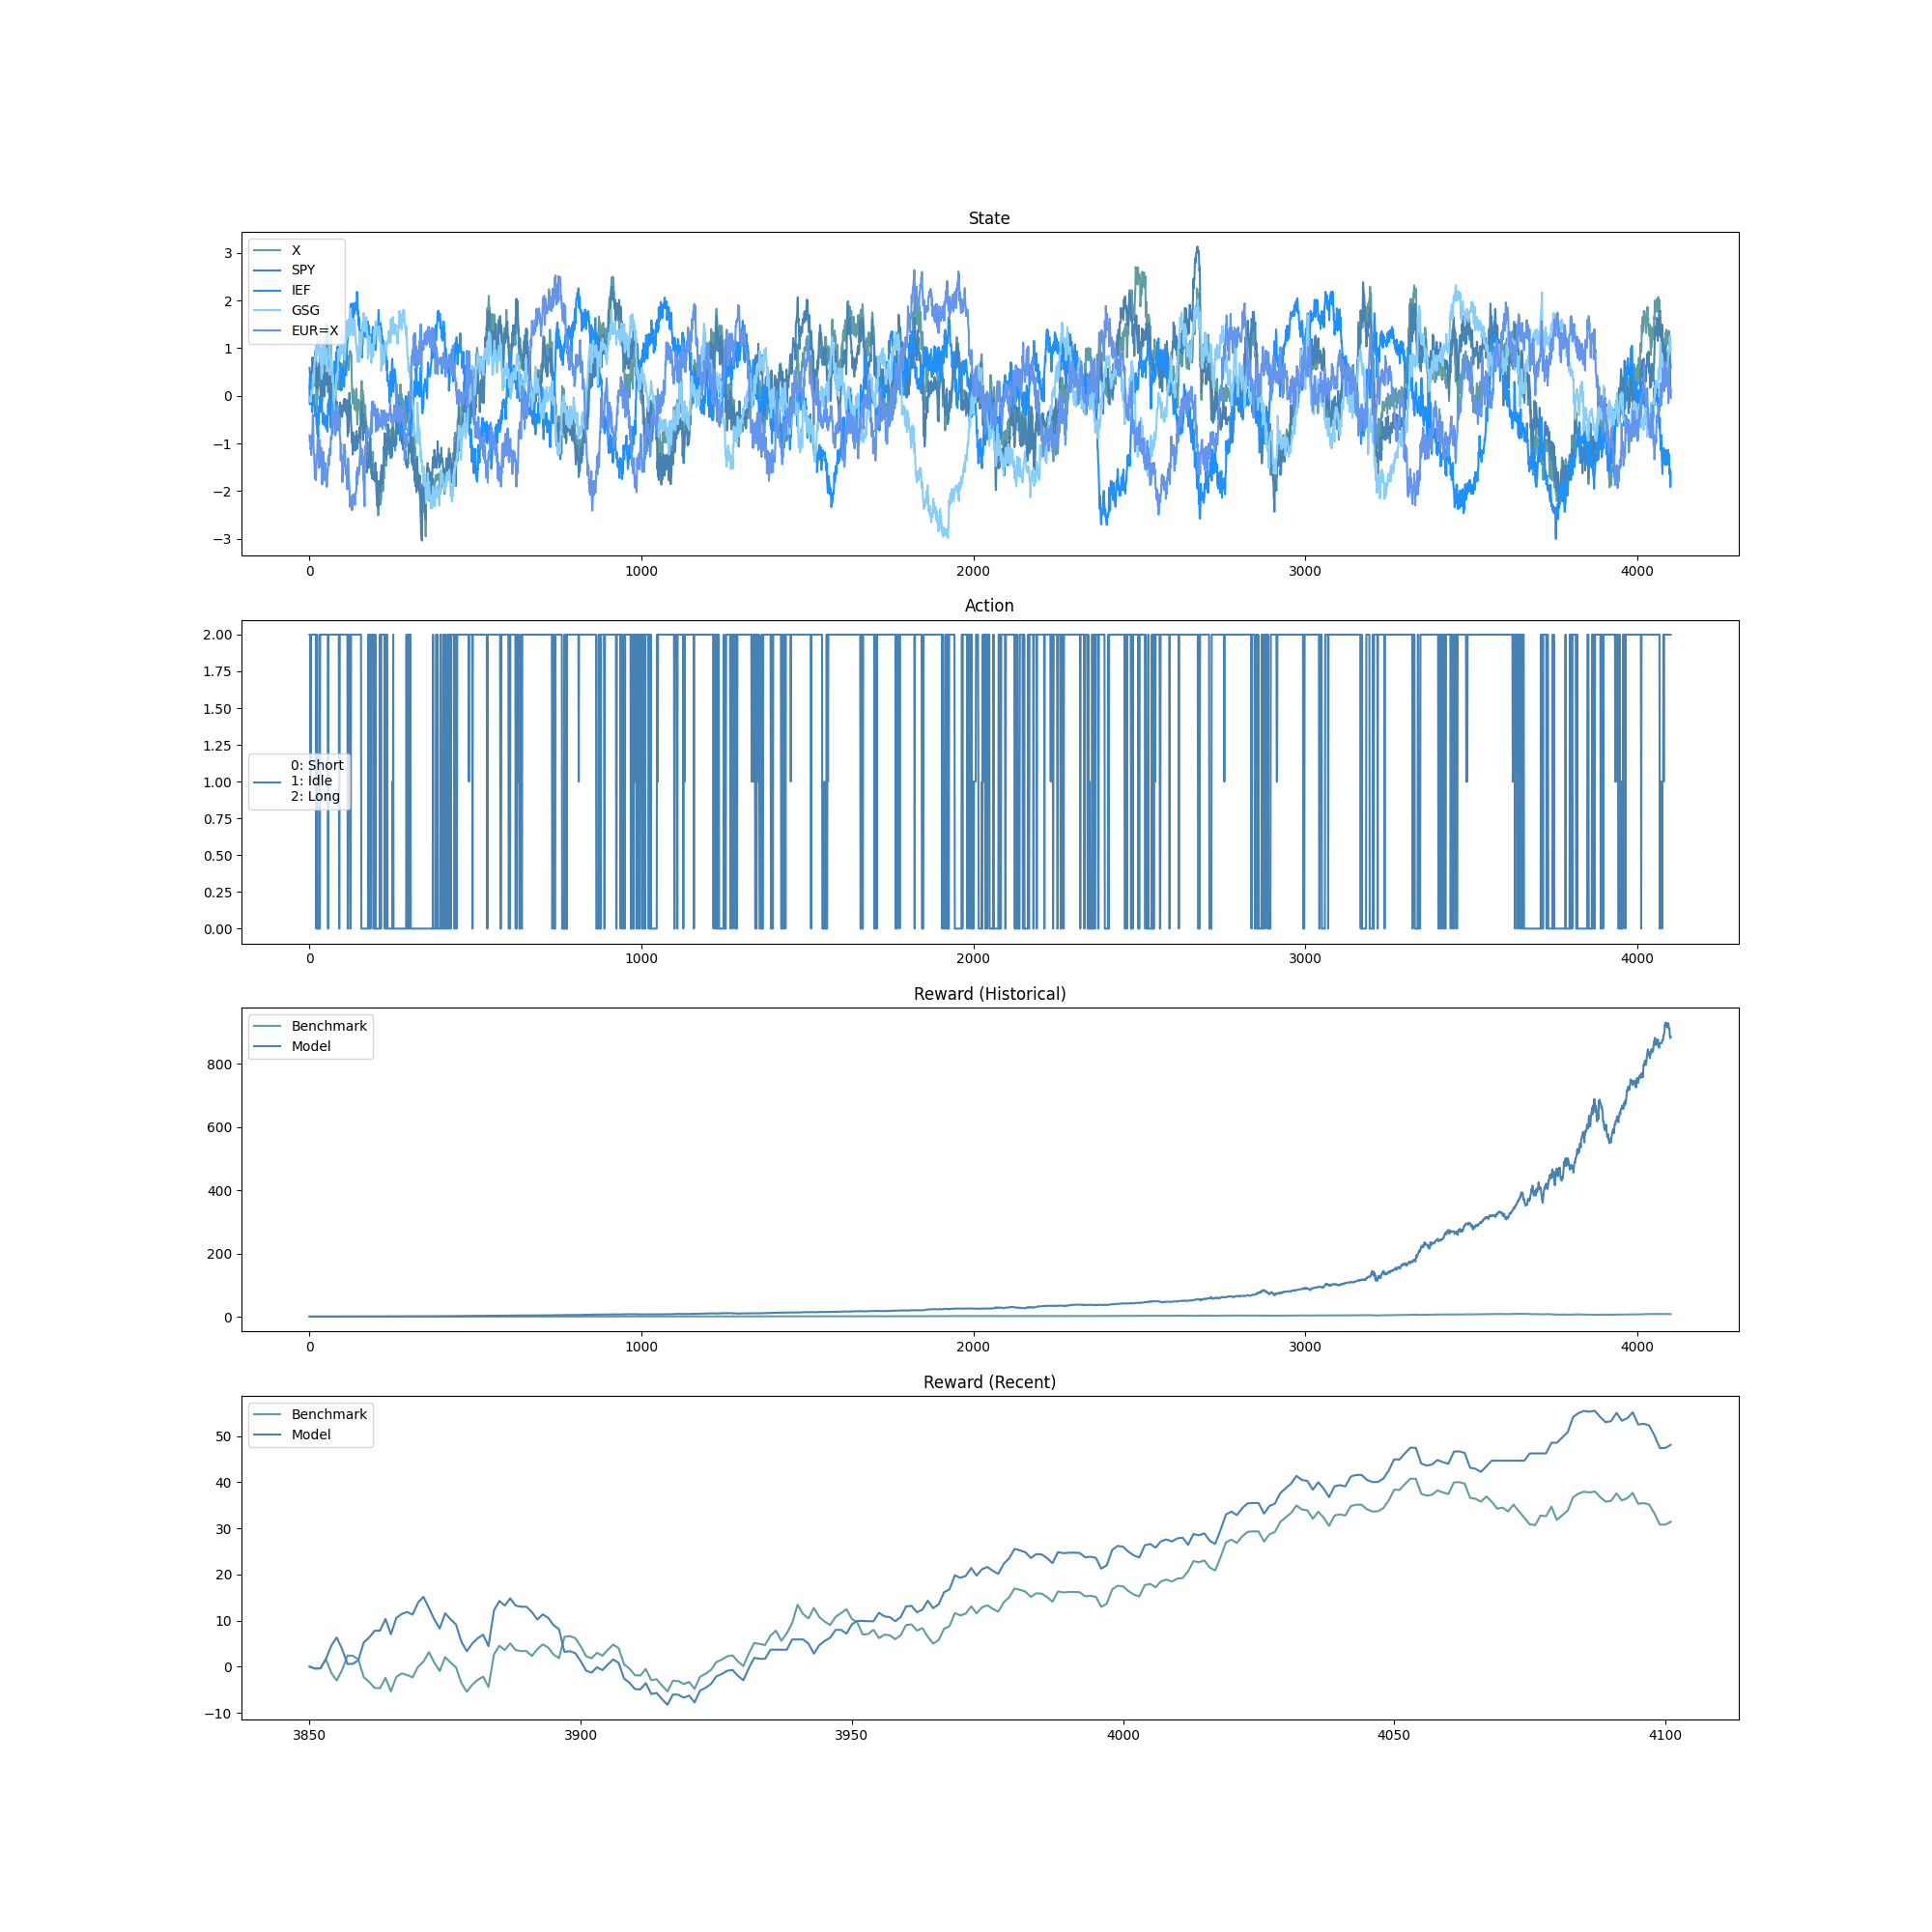 State
X
SPY
IEF
GSG
EUR=X
3
2
1
0
−1
−2
−3
0 1000 2000 3000 4000
Action
2.00
1.75
1.50
1.25
1.00
0.75
0.50
0.25
0.00
0: Short
1: Idle
2: Long
0 1000 2000 3000 4000
Reward (Historical)
Benchmark
Model
800
600
400
200
0
0 1000 2000 3000 4000
Reward (Recent)
Benchmark
Model
50
40
30
20
10
0
−10
3850 3900 3950 4000 4050 4100